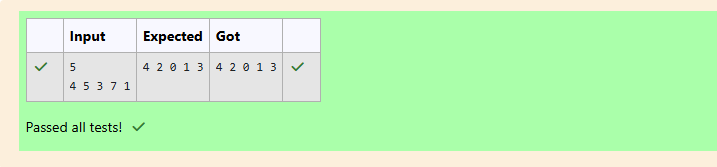 Input Expected Got
5 4 2 0 1 3 4 2 0 1 3
4 5 3 7 1
Passed all tests!